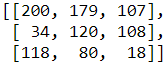 [[200, 179, 107],
[ 34, 120, 108],
[118, 80, 18]]